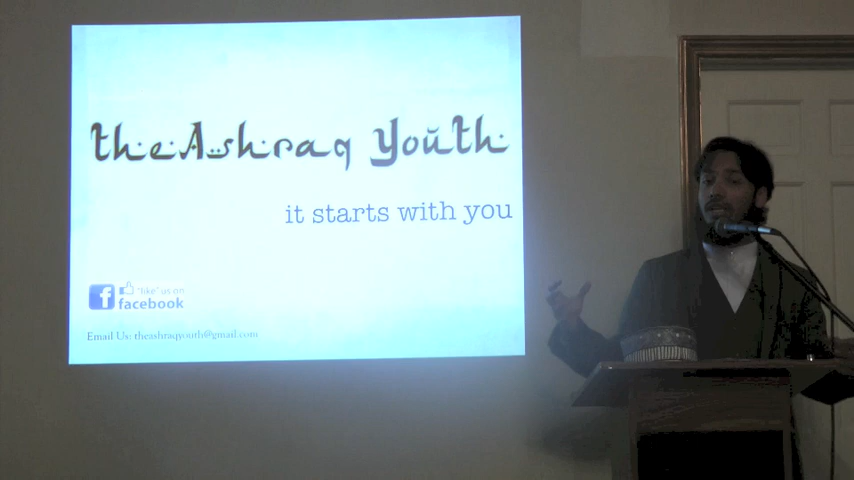 theAshraq Youth
it starts with you
"like" us on
facebook
Email Us: theashraqyouth@gmail.com